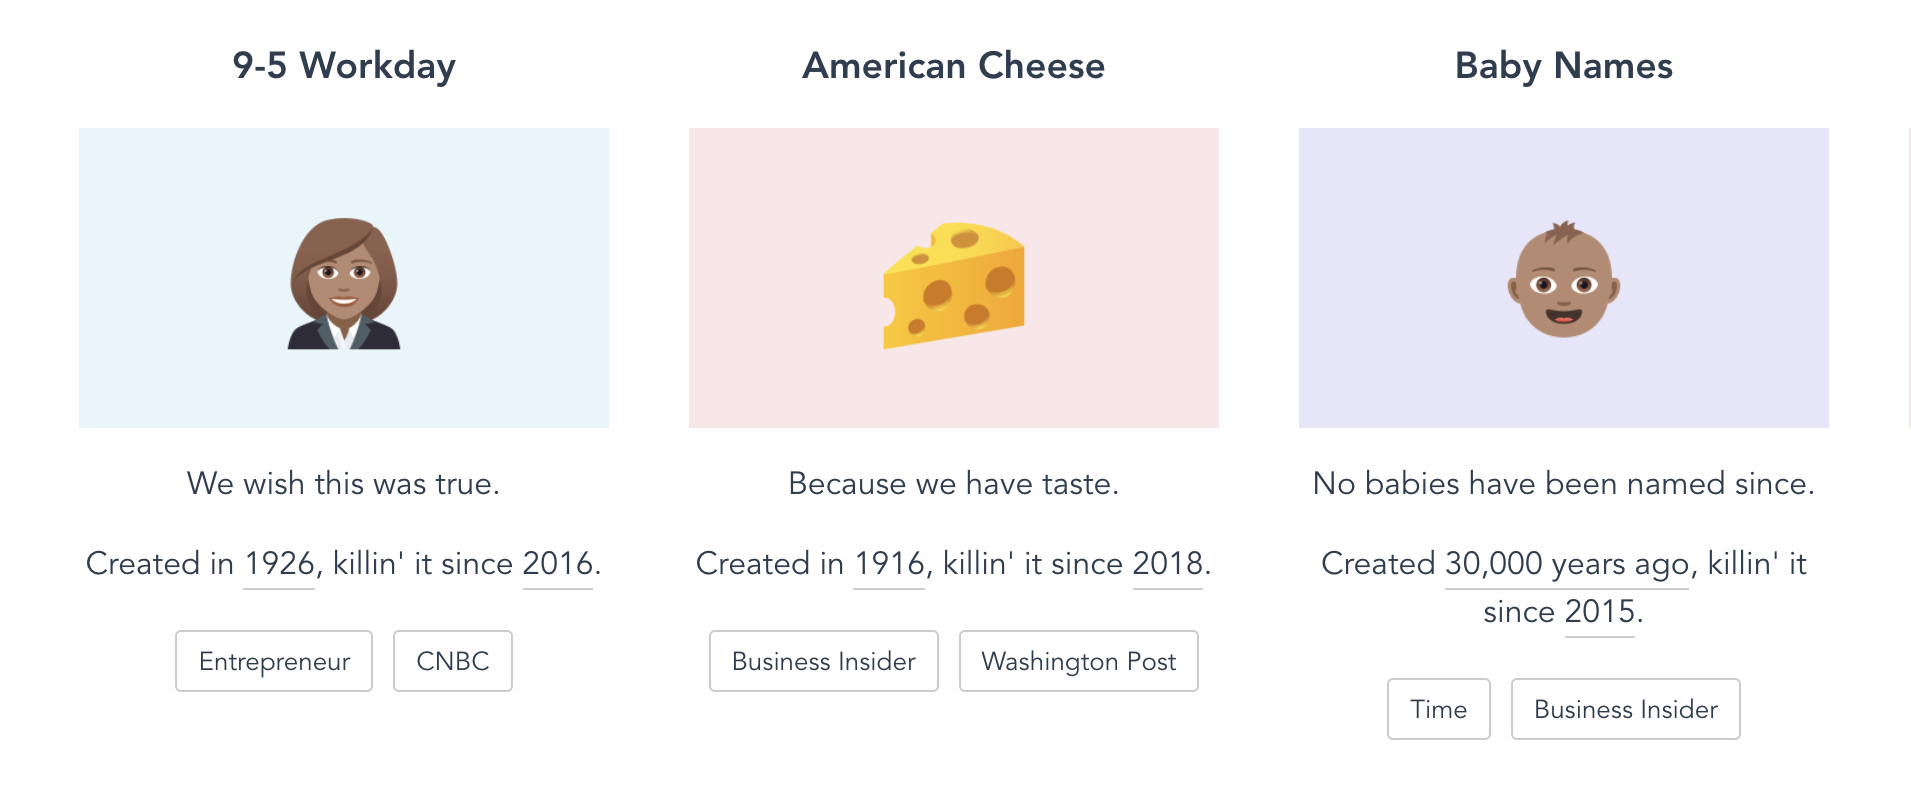 9-5 Workday
We wish this was true.
Created in 1926, killin' it since 2016.
Entrepreneur
CNBC
American Cheese
Because we have taste.
Created in 1916, killin' it since 2018.
Business Insider
Washington Post
Baby Names
No babies have been named since.
Created 30,000 years ago, killin' it
since 2015.
Time
Business Insider